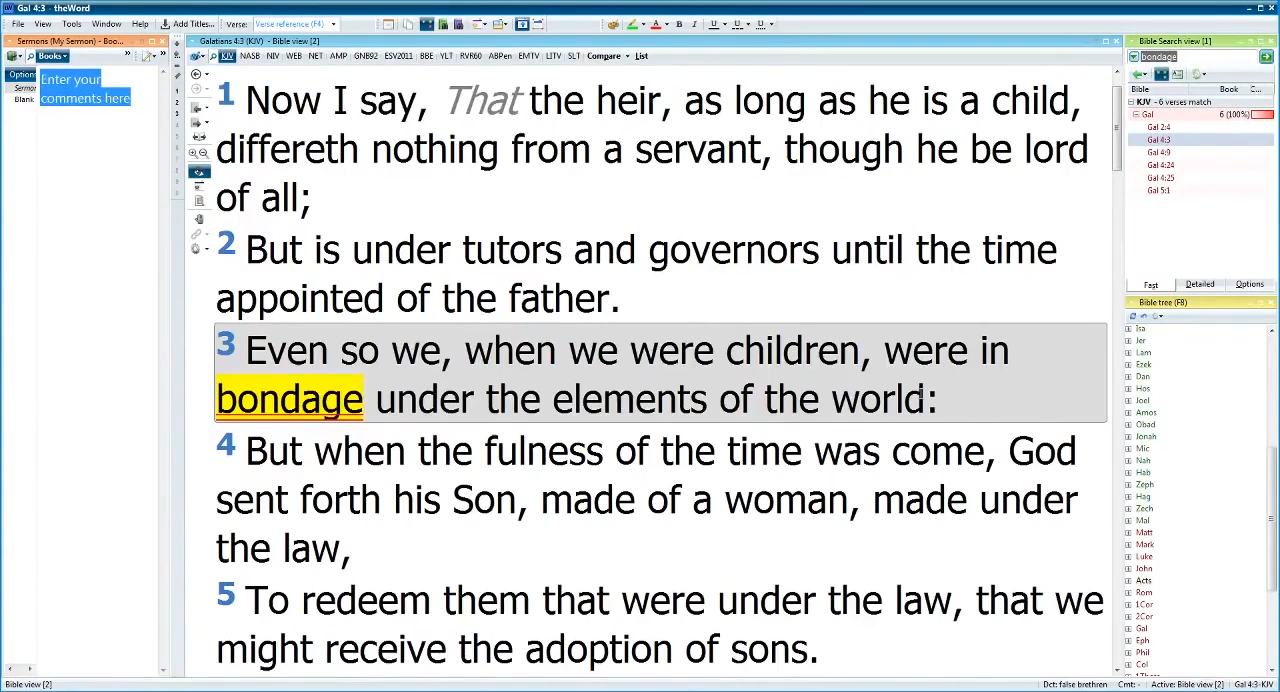 Gal 4:3 - theWord
File View Tools Window Help Add Titles... Verse: Verse reference (F4)
Sermons (My Sermon) - Boo...
Books
Options
Sermon
Blank
Enter your
comments here
Galatians 4:3 (KJV) - Bible view [2]
KJV NASB NIV WEB NET AMP GNB92 ESV2011 BBE YLT RV60 ABPen EMTV LITV SLT Compare List
1 Now I say, That the heir, as long as he is a child,
differeth nothing from a servant, though he be lord
of all;
2 But is under tutors and governors until the time
appointed of the father.
3 Even so we, when we were children, were in
bondage under the elements of the world:
4 But when the fulness of the time was come, God
sent forth his Son, made of a woman, made under
the law,
5 To redeem them that were under the law, that we
might receive the adoption of sons.
Bible Search view [1]
bondage
Bible Book C...
KJV - 6 verses match
Gal 6 (100%)
Gal 2:4
Gal 4:3
Gal 4:9
Gal 4:24
Gal 4:25
Gal 5:1
Fast Detailed Options
Bible tree (F8)
Isa
Jer
Lam
Ezek
Dan
Hos
Joel
Amos
Obad
Jonah
Mic
Nah
Hab
Zeph
Hag
Zech
Mal
Matt
Mark
Luke
John
Acts
Rom
1Cor
2Cor
Gal
Eph
Phil
Col
Bible view [2] Dct: false brethren Cmt: - Active: Bible view [2] Gal 4:3-KJV